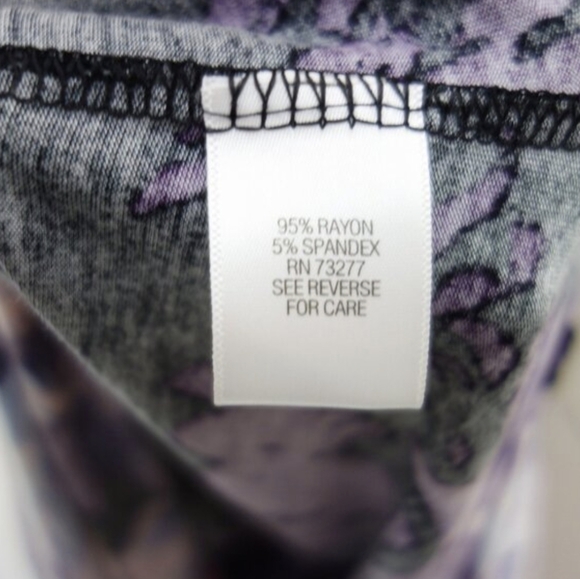 95% RAYON
5% SPANDEX
RN 73277
SEE REVERSE
FOR CARE